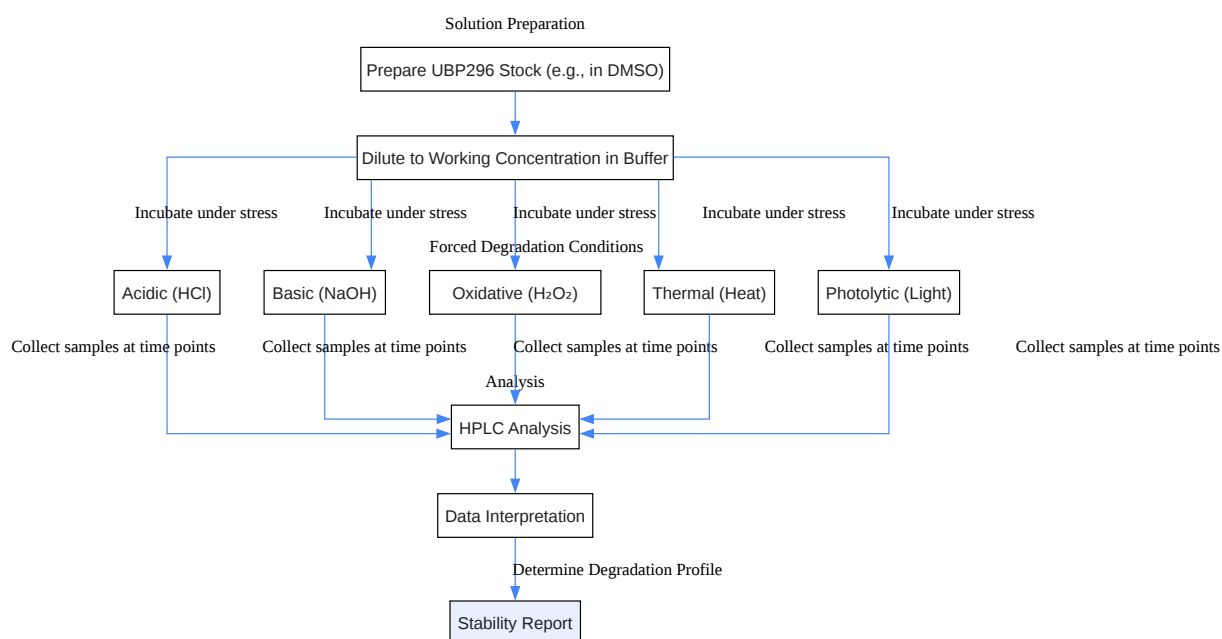 Solution Preparation
Prepare UBP296 Stock (e.g., in DMSO)
Dilute to Working Concentration in Buffer
Incubate under stress
Incubate under stress
Incubate under stress
Incubate under stress
Incubate under stress
Forced Degradation Conditions
Acidic (HCl)
Basic (NaOH)
Oxidative (H₂O₂)
Thermal (Heat)
Photolytic (Light)
Collect samples at time points
Collect samples at time points
Collect samples at time points
Collect samples at time points
Collect samples at time points
Analysis
HPLC Analysis
Data Interpretation
Determine Degradation Profile
Stability Report